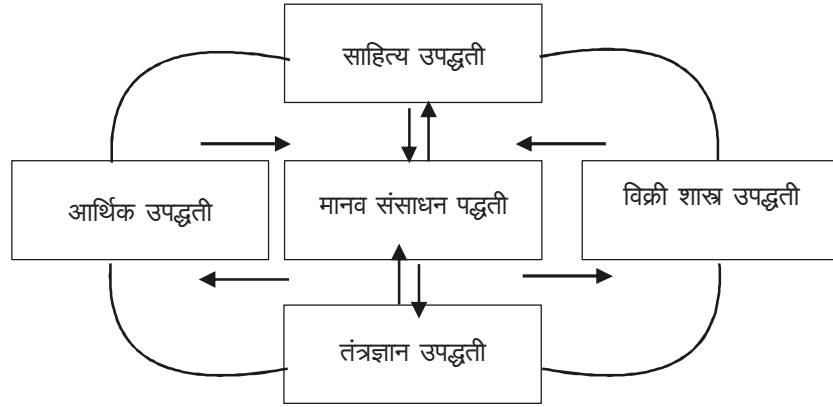 साहित्य उपद्धती
आर्थिक उपद्धती
मानव संसाधन पद्धती
विक्री शास्त्र उपद्धती
तंत्रज्ञान उपद्धती